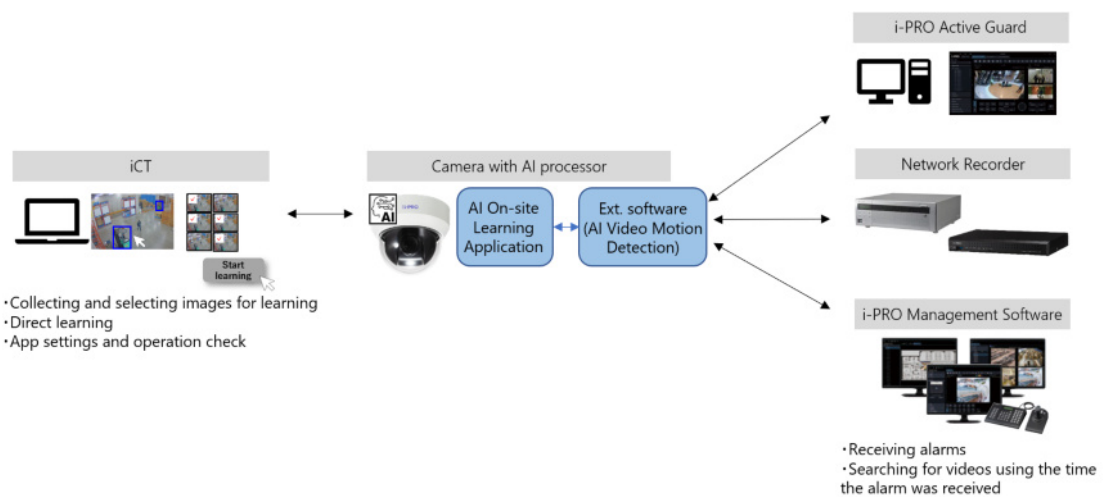 iCT
Start
learning
・Collecting and selecting images for learning
・Direct learning
・App settings and operation check
Camera with AI processor
AI
i-PRO
AI On-site
Learning
Application
Ext. software
(AI Video Motion
Detection)
i-PRO Active Guard
Network Recorder
i-PRO Management Software
・Receiving alarms
・Searching for videos using the time
the alarm was received